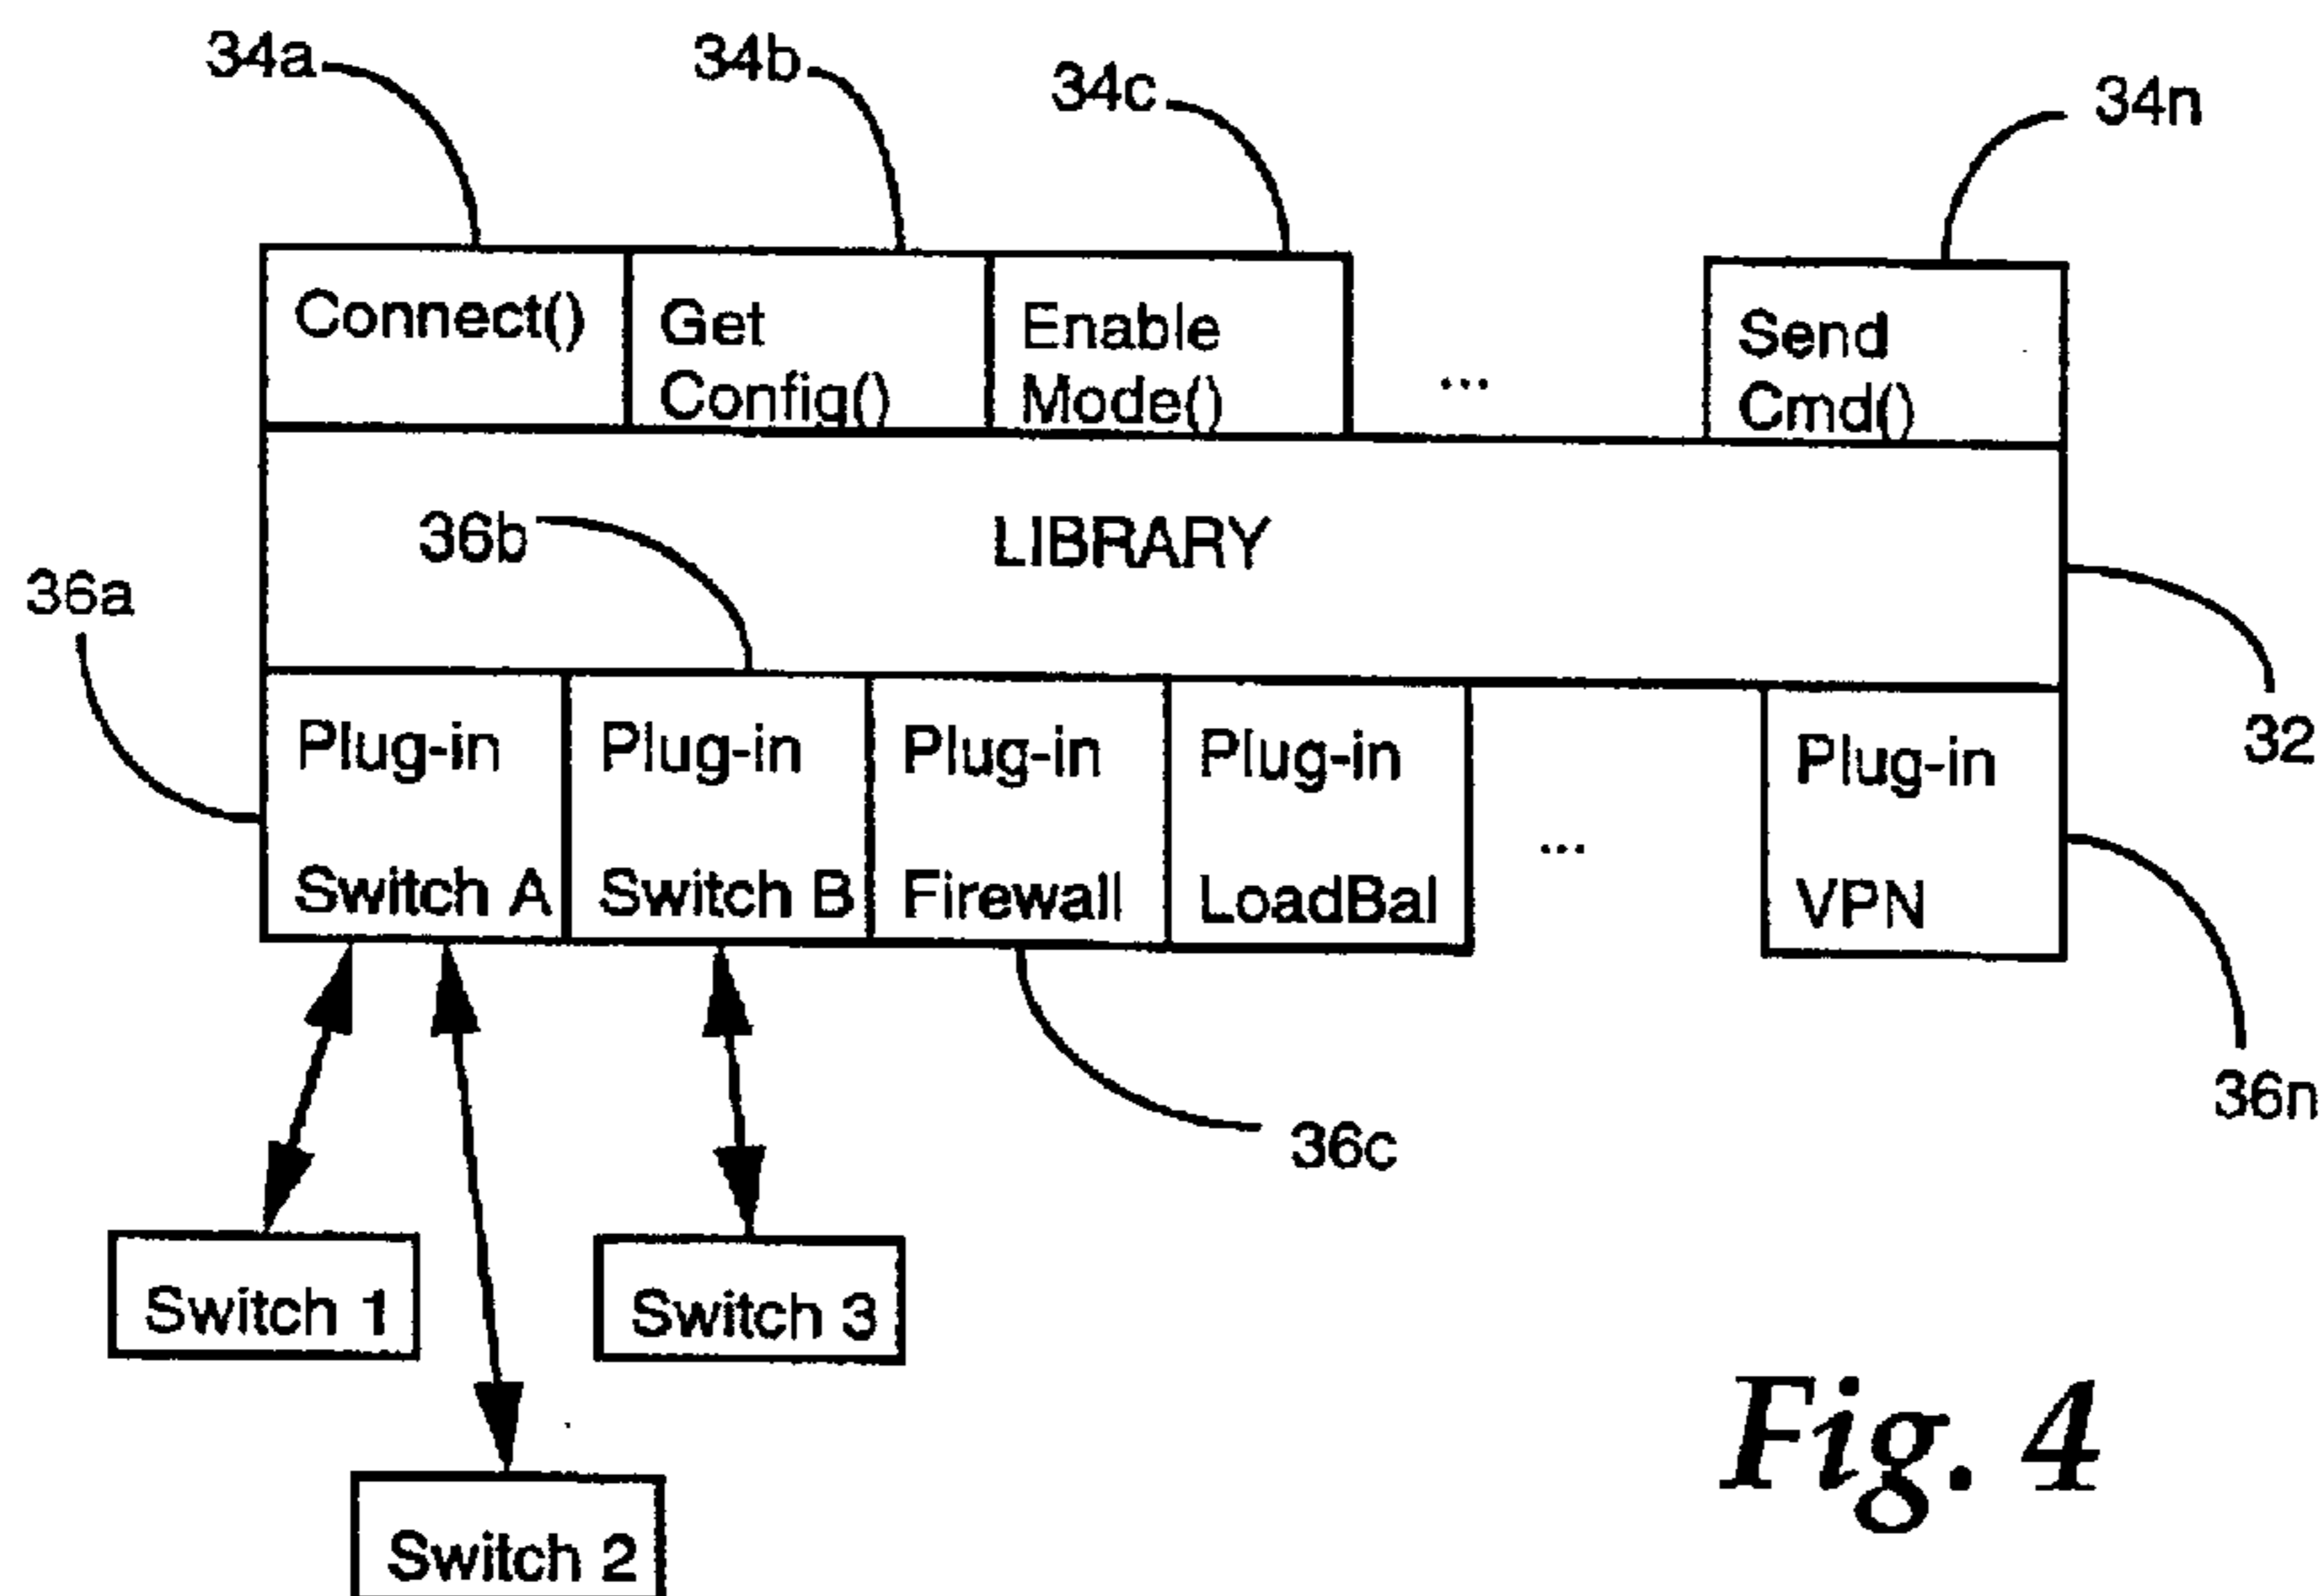 34a
34b
34c
34n
Connect()
Get
Config()
Enable
Mode()
...
Send
Cmd()
36b
LIBRARY
36a
32
Plug-in
Switch A
Plug-in
Switch B
Plug-in
Firewall
Plug-in
LoadBal
...
Plug-in
VPN
36n
36c
Switch 1
Switch 3
Switch 2
Fig. 4